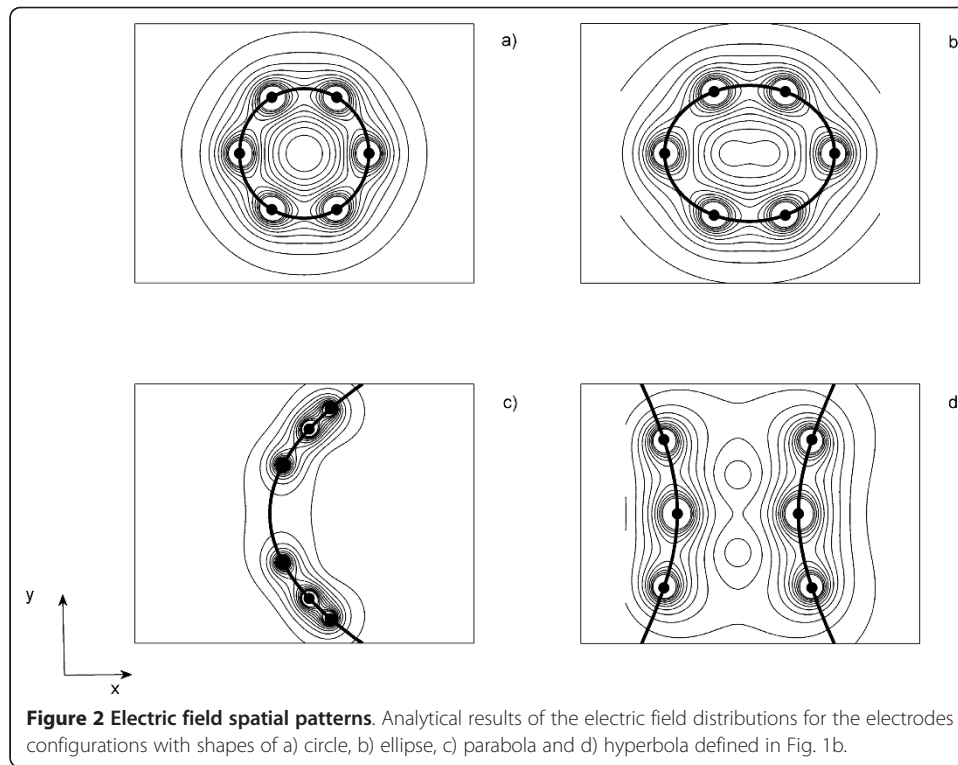 a)
b
c)
d
y
x
Figure 2 Electric field spatial patterns. Analytical results of the electric field distributions for the electrodes
configurations with shapes of a) circle, b) ellipse, c) parabola and d) hyperbola defined in Fig. 1b.